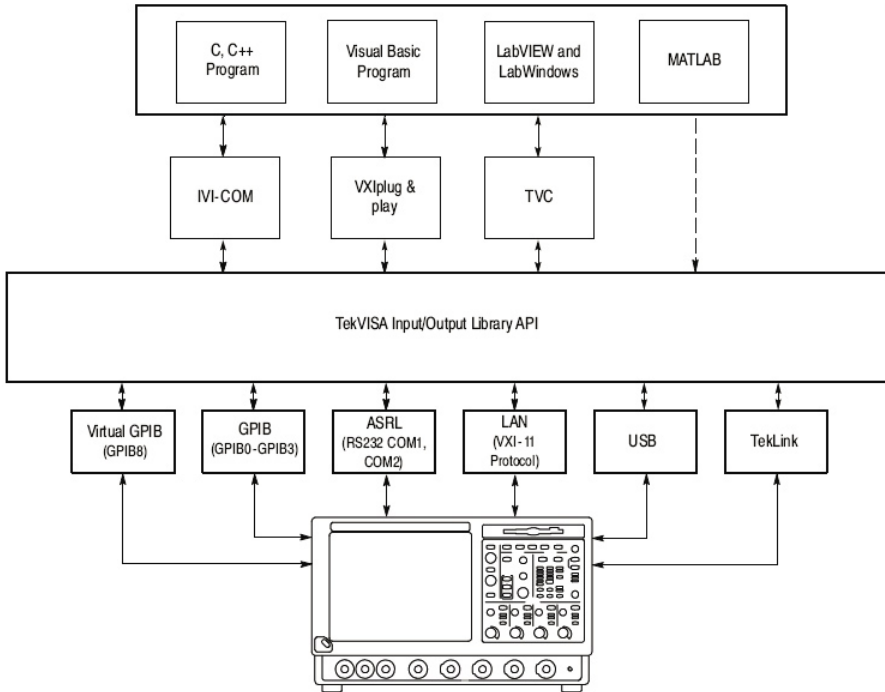 C, C++
Program
Visual Basic
Program
LabVIEW and
LabWindows
MATLAB
IVI-COM
VXIplug &
play
TVC
TekVISA Input/Output Library API
Virtual GPIB
(GPIB8)
GPIB
(GPIB0-GPIB3)
ASRL
(RS232 COM1,
COM2)
LAN
(VXI-11
Protocol)
USB
TekLink